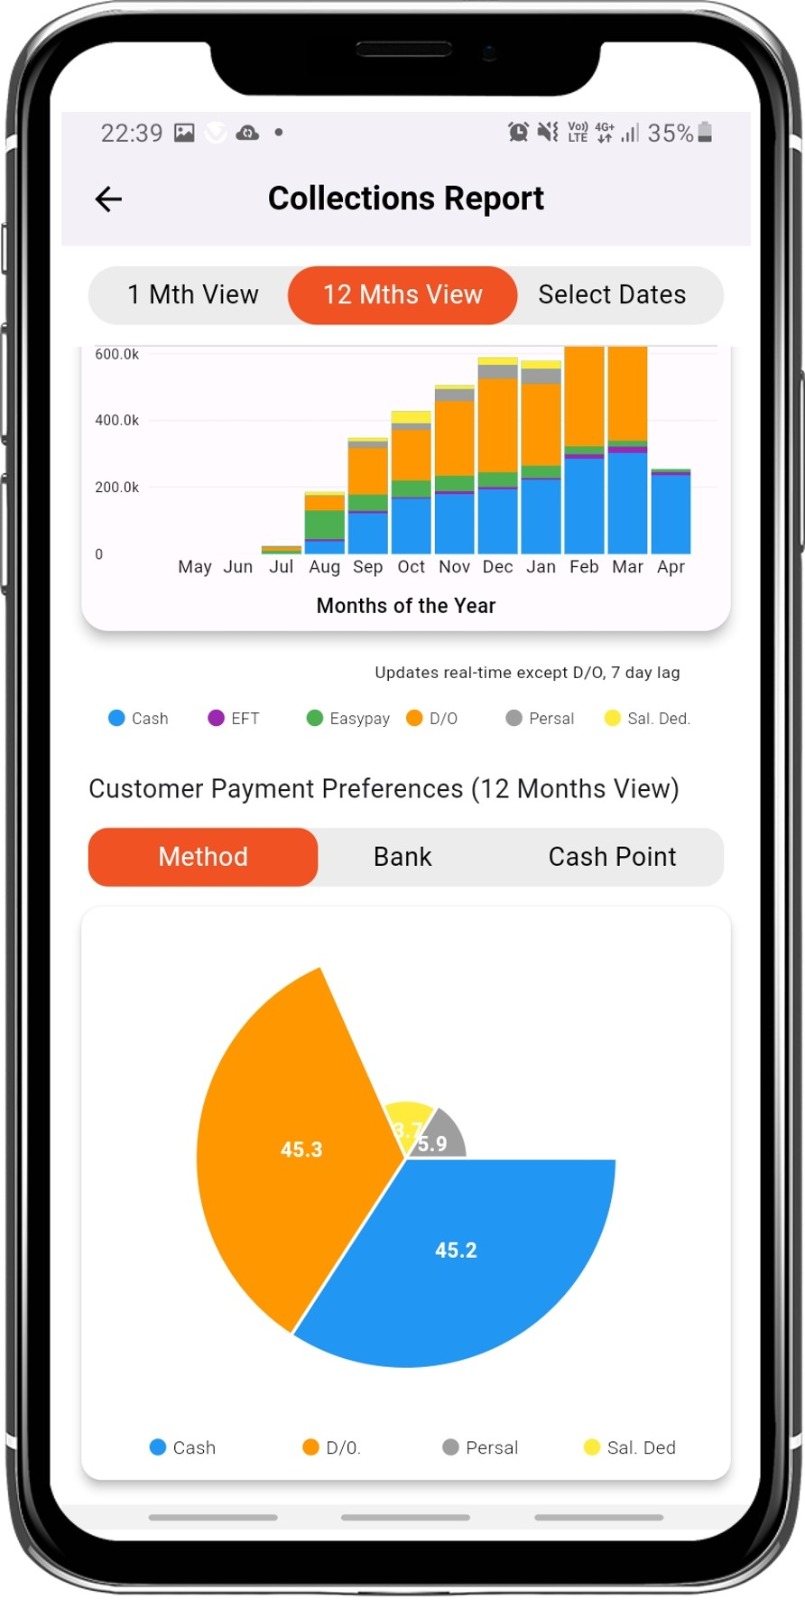 22:39 Vo)) LTE 4G+ 35%
Collections Report
1 Mth View 12 Mths View Select Dates
600.0k
400.0k
200.0k
0
May Jun Jul Aug Sep Oct Nov Dec Jan Feb Mar Apr
Months of the Year
Updates real-time except D/O, 7 day lag
Cash EFT Easypay D/O Persal Sal. Ded.
Customer Payment Preferences (12 Months View)
Method Bank Cash Point
3.7
5.9
45.3
45.2
Cash D/0. Persal Sal. Ded